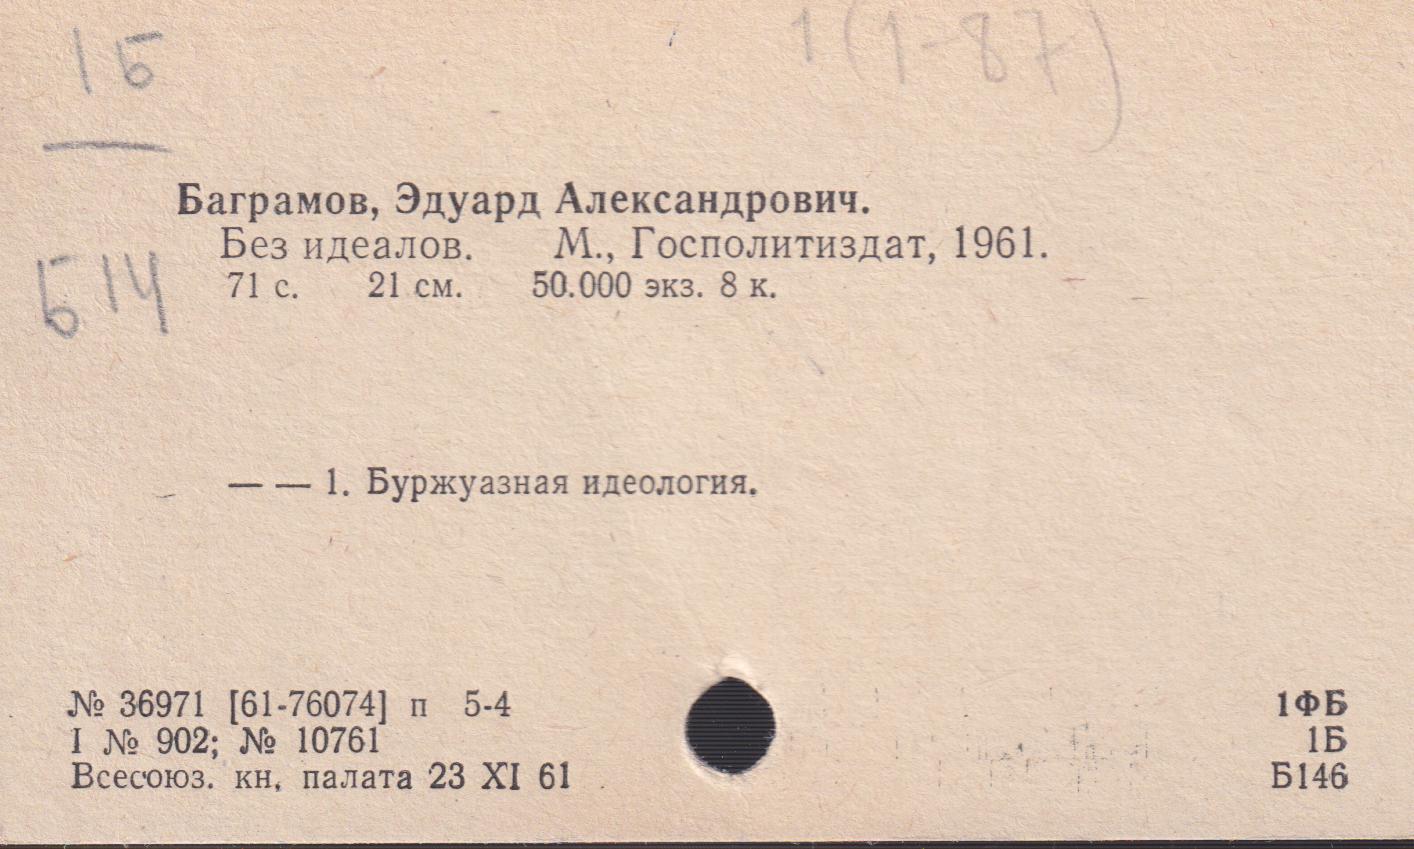 1Б
1(1-87)
Баграмов, Эдуард Александрович.
Без идеалов. М., Госполитиздат, 1961.
Б14
71 с. 21 см. 50.000 экз. 8 к.
— — 1. Буржуазная идеология.
№ 36971 [61-76074] п 5-4
1ФБ
I № 902; № 10761
1Б
Всесоюз. кн. палата 23 XI 61
Б146